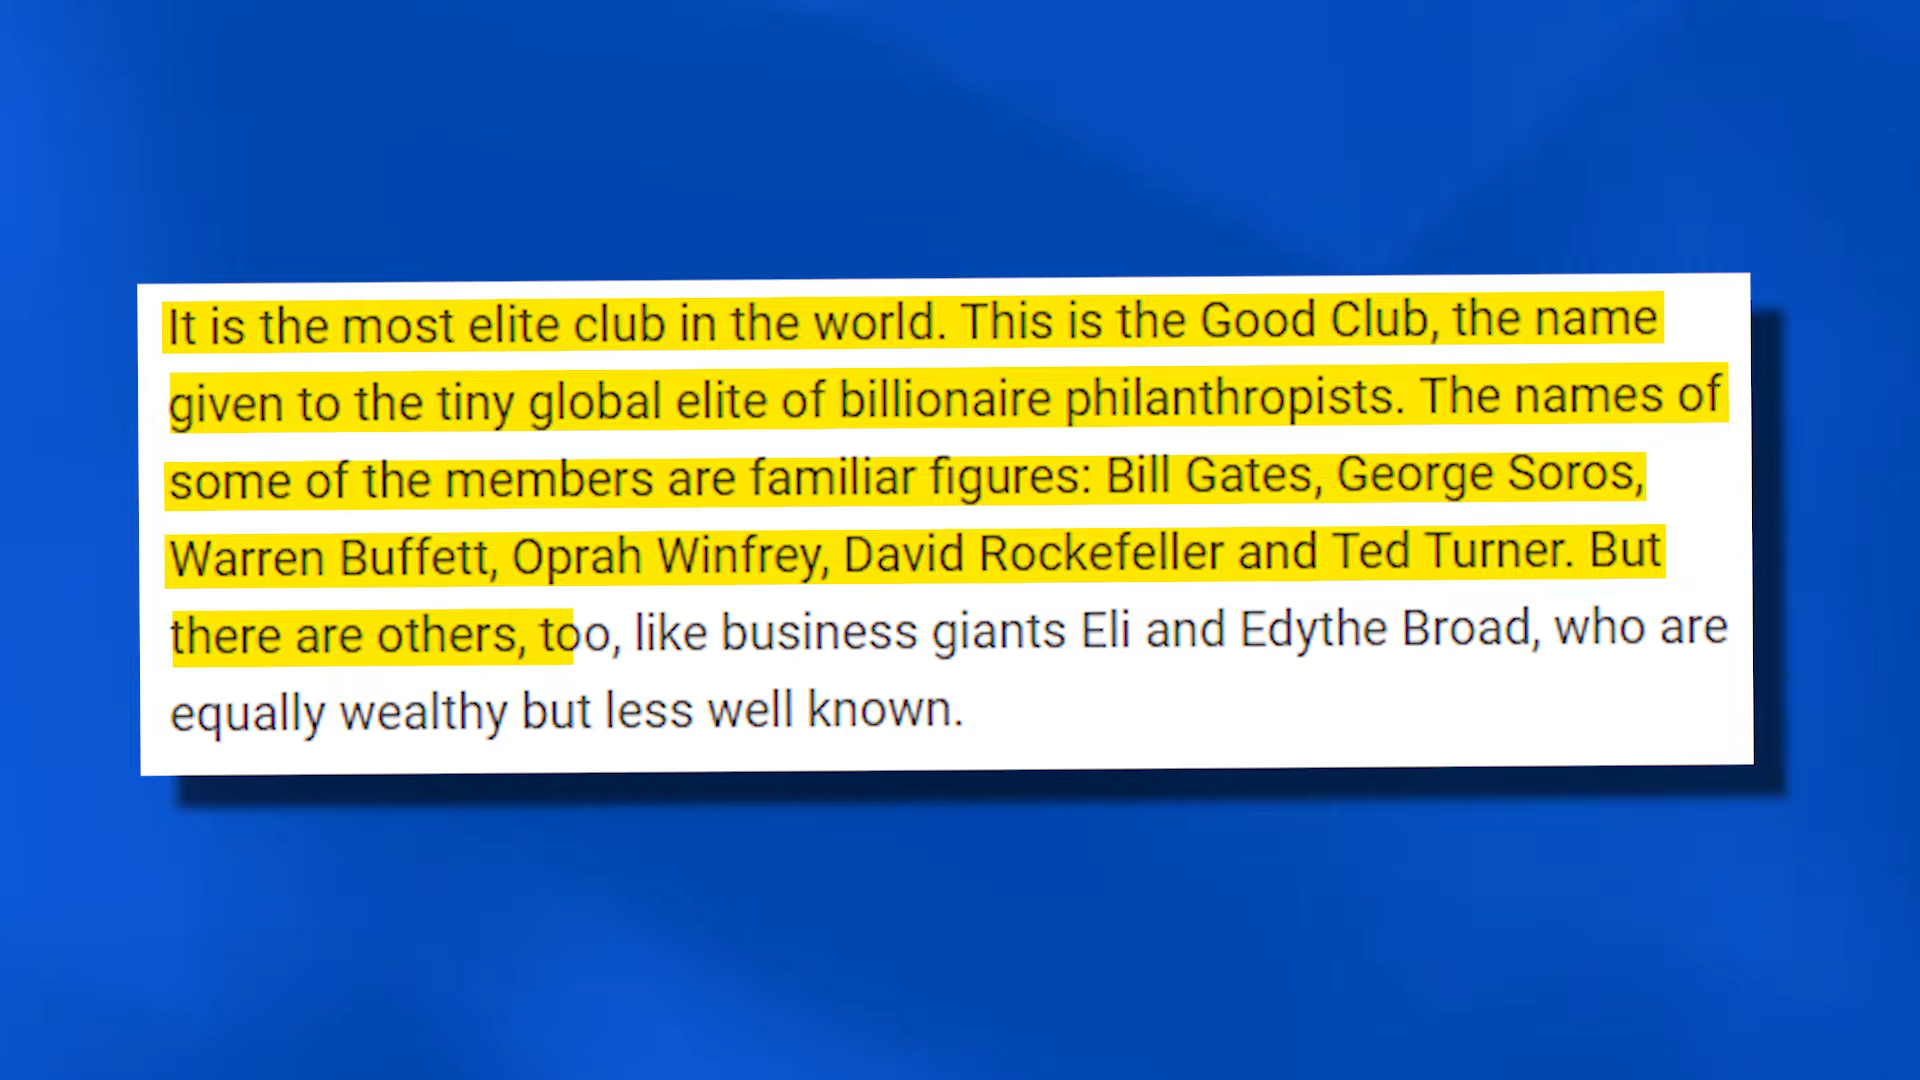 It is the most elite club in the world. This is the Good Club, the name
given to the tiny global elite of billionaire philanthropists. The names of
some of the members are familiar figures: Bill Gates, George Soros,
Warren Buffett, Oprah Winfrey, David Rockefeller and Ted Turner. But
there are others, too, like business giants Eli and Edythe Broad, who are
equally wealthy but less well known.